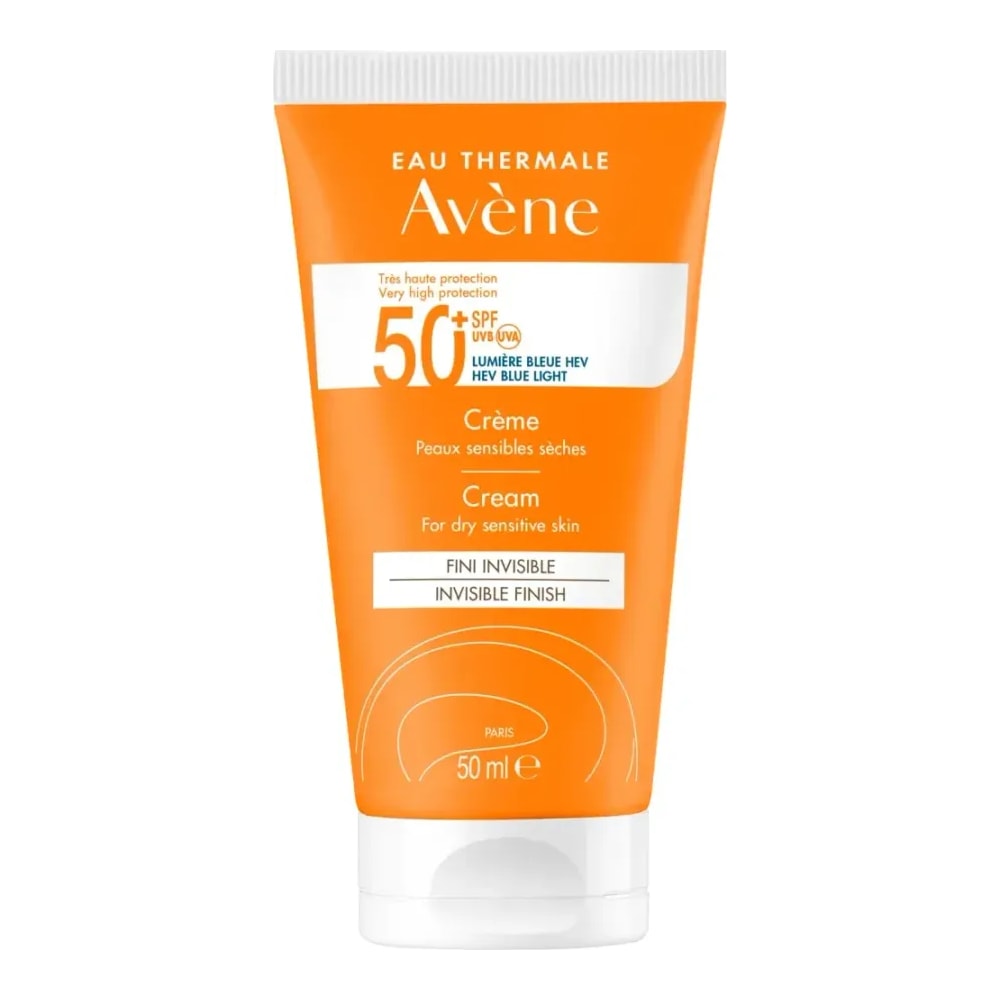 EAU THERMALE
Avène
Très haute protection
Very high protection
50+ SPF
UVB UVA
LUMIÈRE BLEUE HEV
HEV BLUE LIGHT
Crème
Peaux sensibles sèches
Cream
For dry sensitive skin
FINI INVISIBLE
INVISIBLE FINISH
PARIS
50 ml ℮